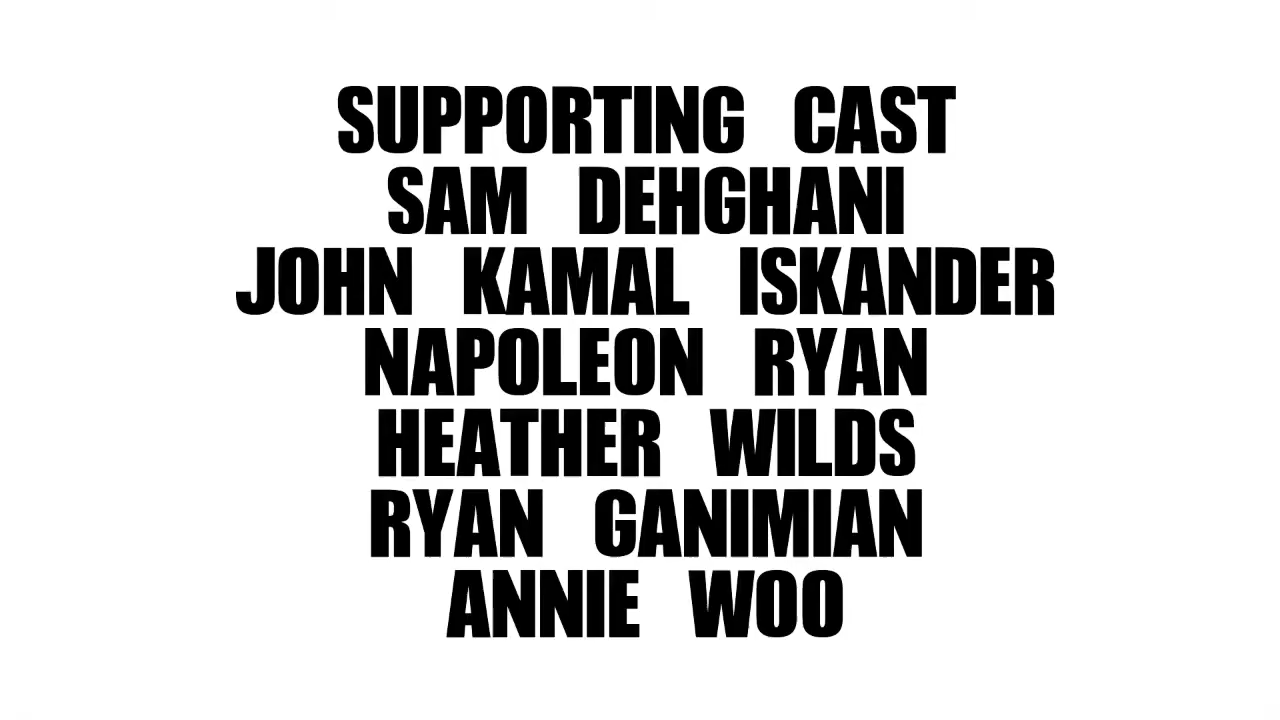 SUPPORTING CAST
SAM DEHGHANI
JOHN KAMAL ISKANDER
NAPOLEON RYAN
HEATHER WILDS
RYAN GANIMIAN
ANNIE WOO